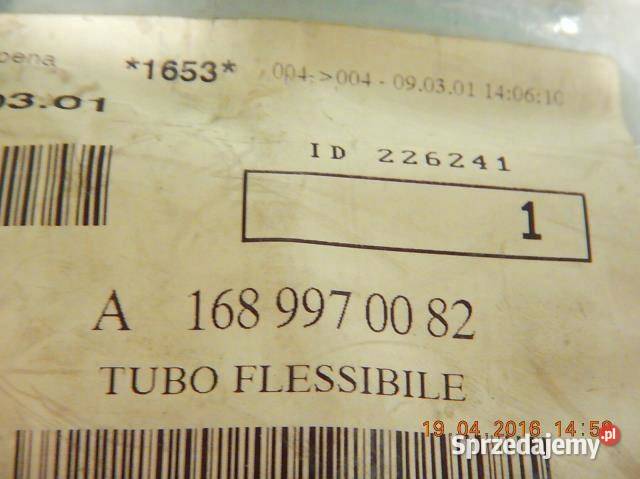 *1653* 004->004 - 09.03.01 14:06:10
03.01
ID 226241
1
A 168 997 00 82
TUBO FLESSIBILE
19.04.2016 14:58
Sprzedajemy.pl